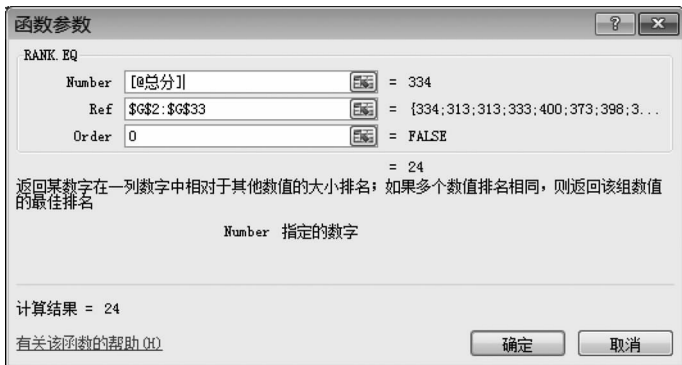 函数参数
RANK.EQ
Number [@总分] = 334
Ref $G$2:$G$33 = {334;313;313;333;400;373;398;3...
Order 0 = FALSE
= 24
返回某数字在一列数字中相对于其他数值的大小排名；如果多个数值排名相同，则返回该组数值
的最佳排名
Number 指定的数字
计算结果 = 24
有关该函数的帮助(H)
确定 取消